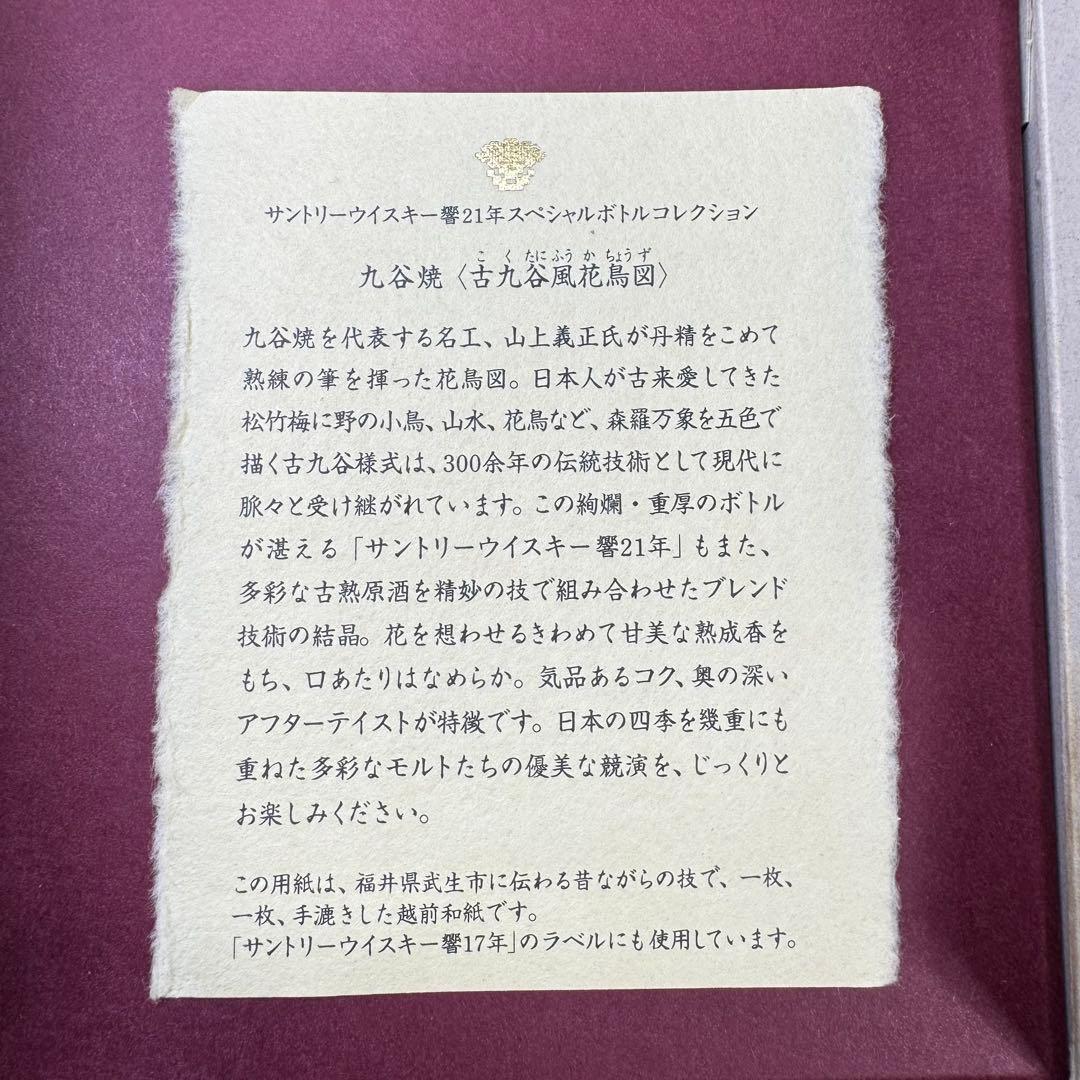 サントリーウイスキー響21年スペシャルボトルコレクション
こくたにふうかちょうず
九谷焼〈古九谷風花鳥図〉
九谷焼を代表する名工、山上義正氏が丹精をこめて
熟練の筆を揮った花鳥図。日本人が古来愛してきた
松竹梅に野の小鳥、山水、花鳥など、森羅万象を五色で
描く古九谷様式は、300余年の伝統技術として現代に
脈々と受け継がれています。この絢爛・重厚のボトル
が湛える「サントリーウイスキー響21年」もまた、
多彩な古熟原酒を精妙の技で組み合わせたブレンド
技術の結晶。花を想わせるきわめて甘美な熟成香を
もち、口あたりはなめらか。気品あるコク、奥の深い
アフターテイストが特徴です。日本の四季を幾重にも
重ねた多彩なモルトたちの優美な競演を、じっくりと
お楽しみください。
この用紙は、福井県武生市に伝わる昔ながらの技で、一枚、
一枚、手漉きした越前和紙です。
「サントリーウイスキー響17年」のラベルにも使用しています。